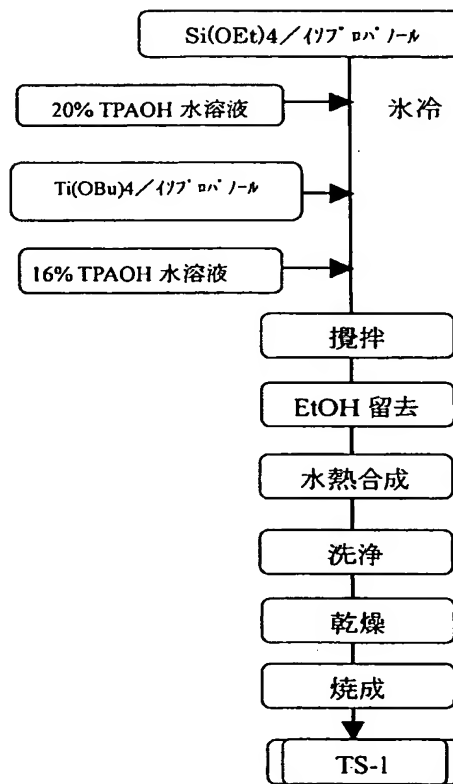 Si(OEt)4／ｲｿﾌﾟﾛﾊﾟﾉｰﾙ
20% TPAOH 水溶液
氷冷
Ti(OBu)4／ｲｿﾌﾟﾛﾊﾟﾉｰﾙ
16% TPAOH 水溶液
攪拌
EtOH 留去
水熱合成
洗浄
乾燥
焼成
TS-1